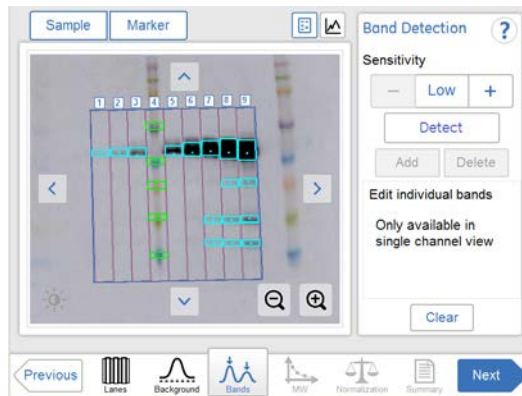 Sample
Marker
1 2 3 4 5 6 7 8 9
Band Detection
?
Sensitivity
− Low +
Detect
Add
Delete
Edit individual bands
Only available in
single channel view
Clear
Previous
Lanes
Background
Bands
MW
Normalization
Summary
Next